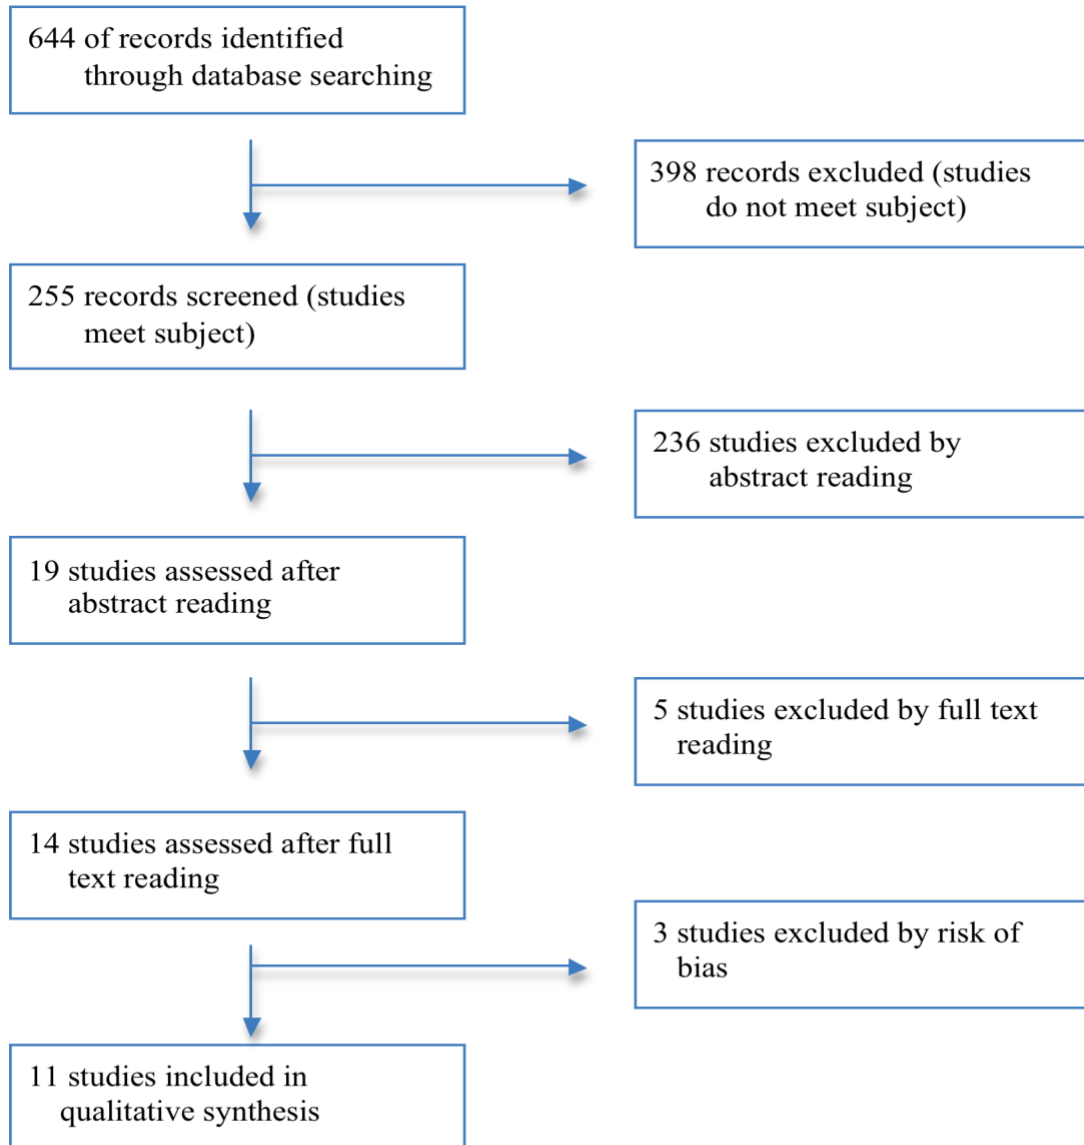 644 of records identified
through database searching
398 records excluded (studies
do not meet subject)
255 records screened (studies
meet subject)
236 studies excluded by
abstract reading
19 studies assessed after
abstract reading
5 studies excluded by full text
reading
14 studies assessed after full
text reading
3 studies excluded by risk of
bias
11 studies included in
qualitative synthesis